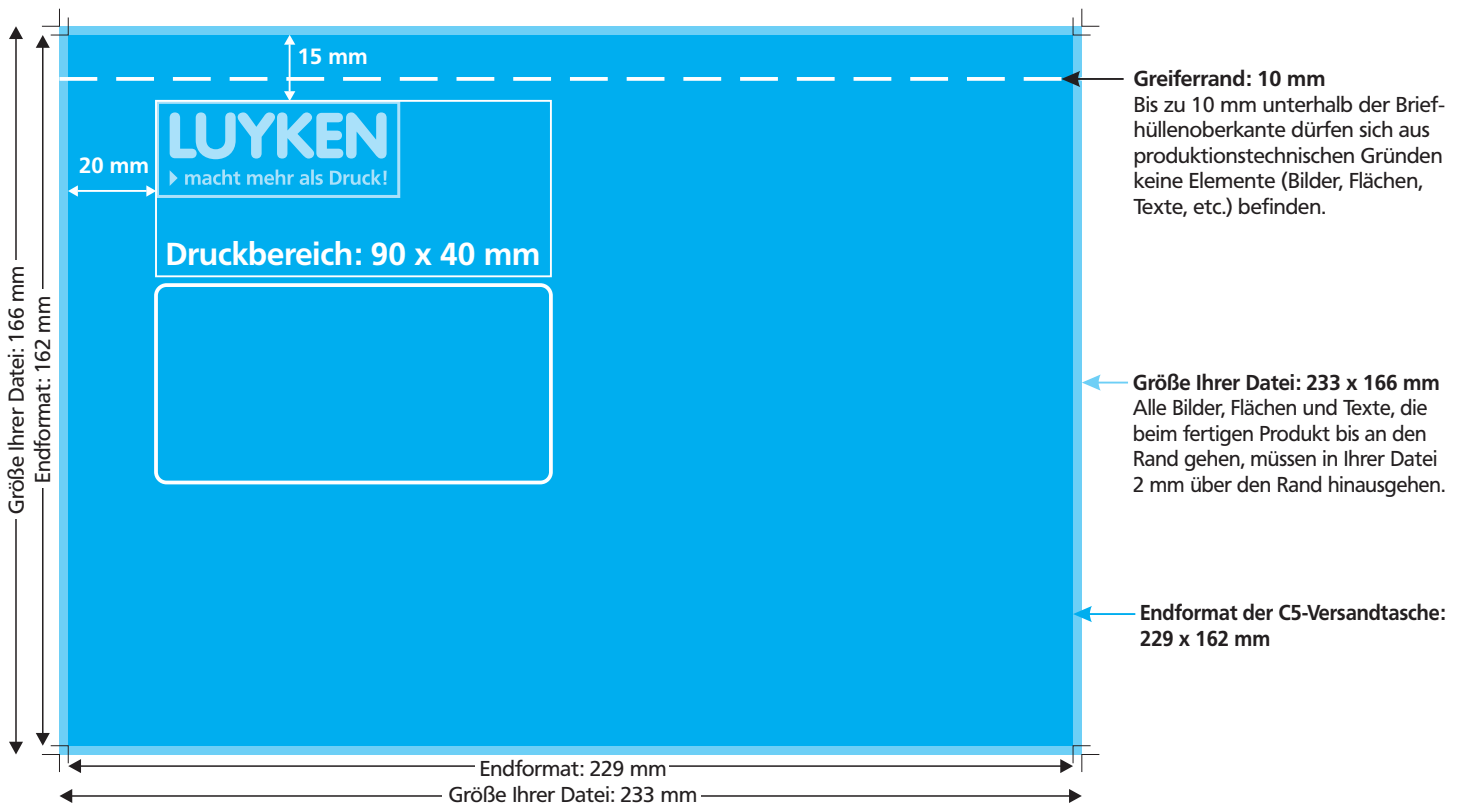 15 mm
LUYKEN
macht mehr als Druck!
20 mm
Druckbereich: 90 x 40 mm
Größe Ihrer Datei: 166 mm
Endformat: 162 mm
Greiferrand: 10 mm
Bis zu 10 mm unterhalb der Brief-
hüllenoberkante dürfen sich aus
produktionstechnischen Gründen
keine Elemente (Bilder, Flächen,
Texte, etc.) befinden.
Größe Ihrer Datei: 233 x 166 mm
Alle Bilder, Flächen und Texte, die
beim fertigen Produkt bis an den
Rand gehen, müssen in Ihrer Datei
2 mm über den Rand hinausgehen.
Endformat der C5-Versandtasche:
229 x 162 mm
Endformat: 229 mm
Größe Ihrer Datei: 233 mm